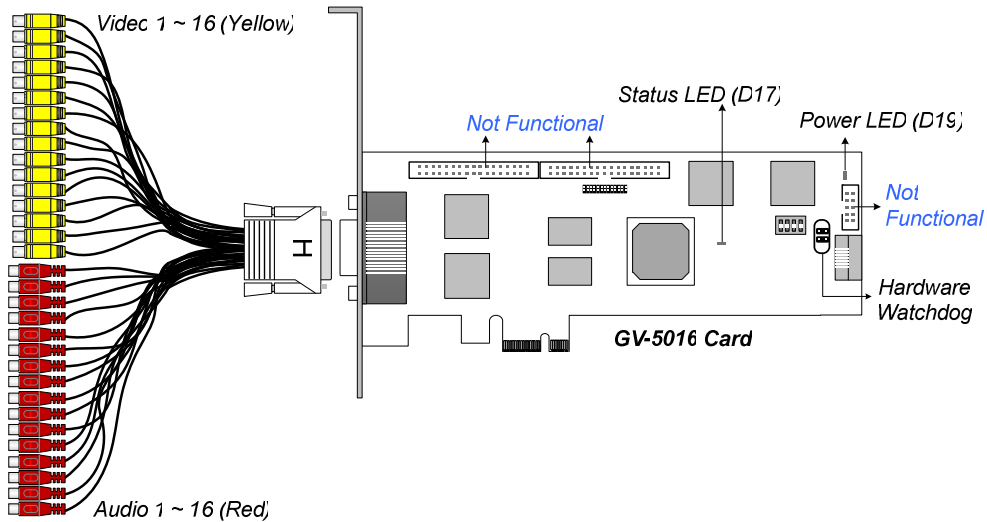 Video 1 ~ 16 (Yellow)
Status LED (D17)
Not Functional
Power LED (D19)
Not
Functional
H
Hardware
Watchdog
GV-5016 Card
Audio 1 ~ 16 (Red)